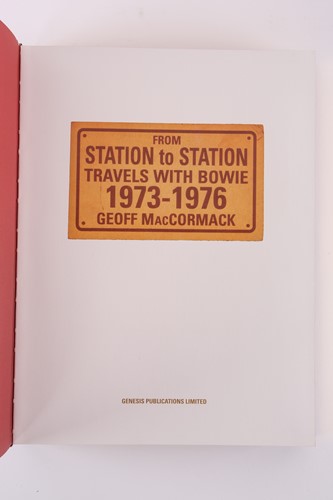 FROM
STATION to STATION
TRAVELS WITH BOWIE
1973-1976
GEOFF MACCORMACK
GENESIS PUBLICATIONS LIMITED